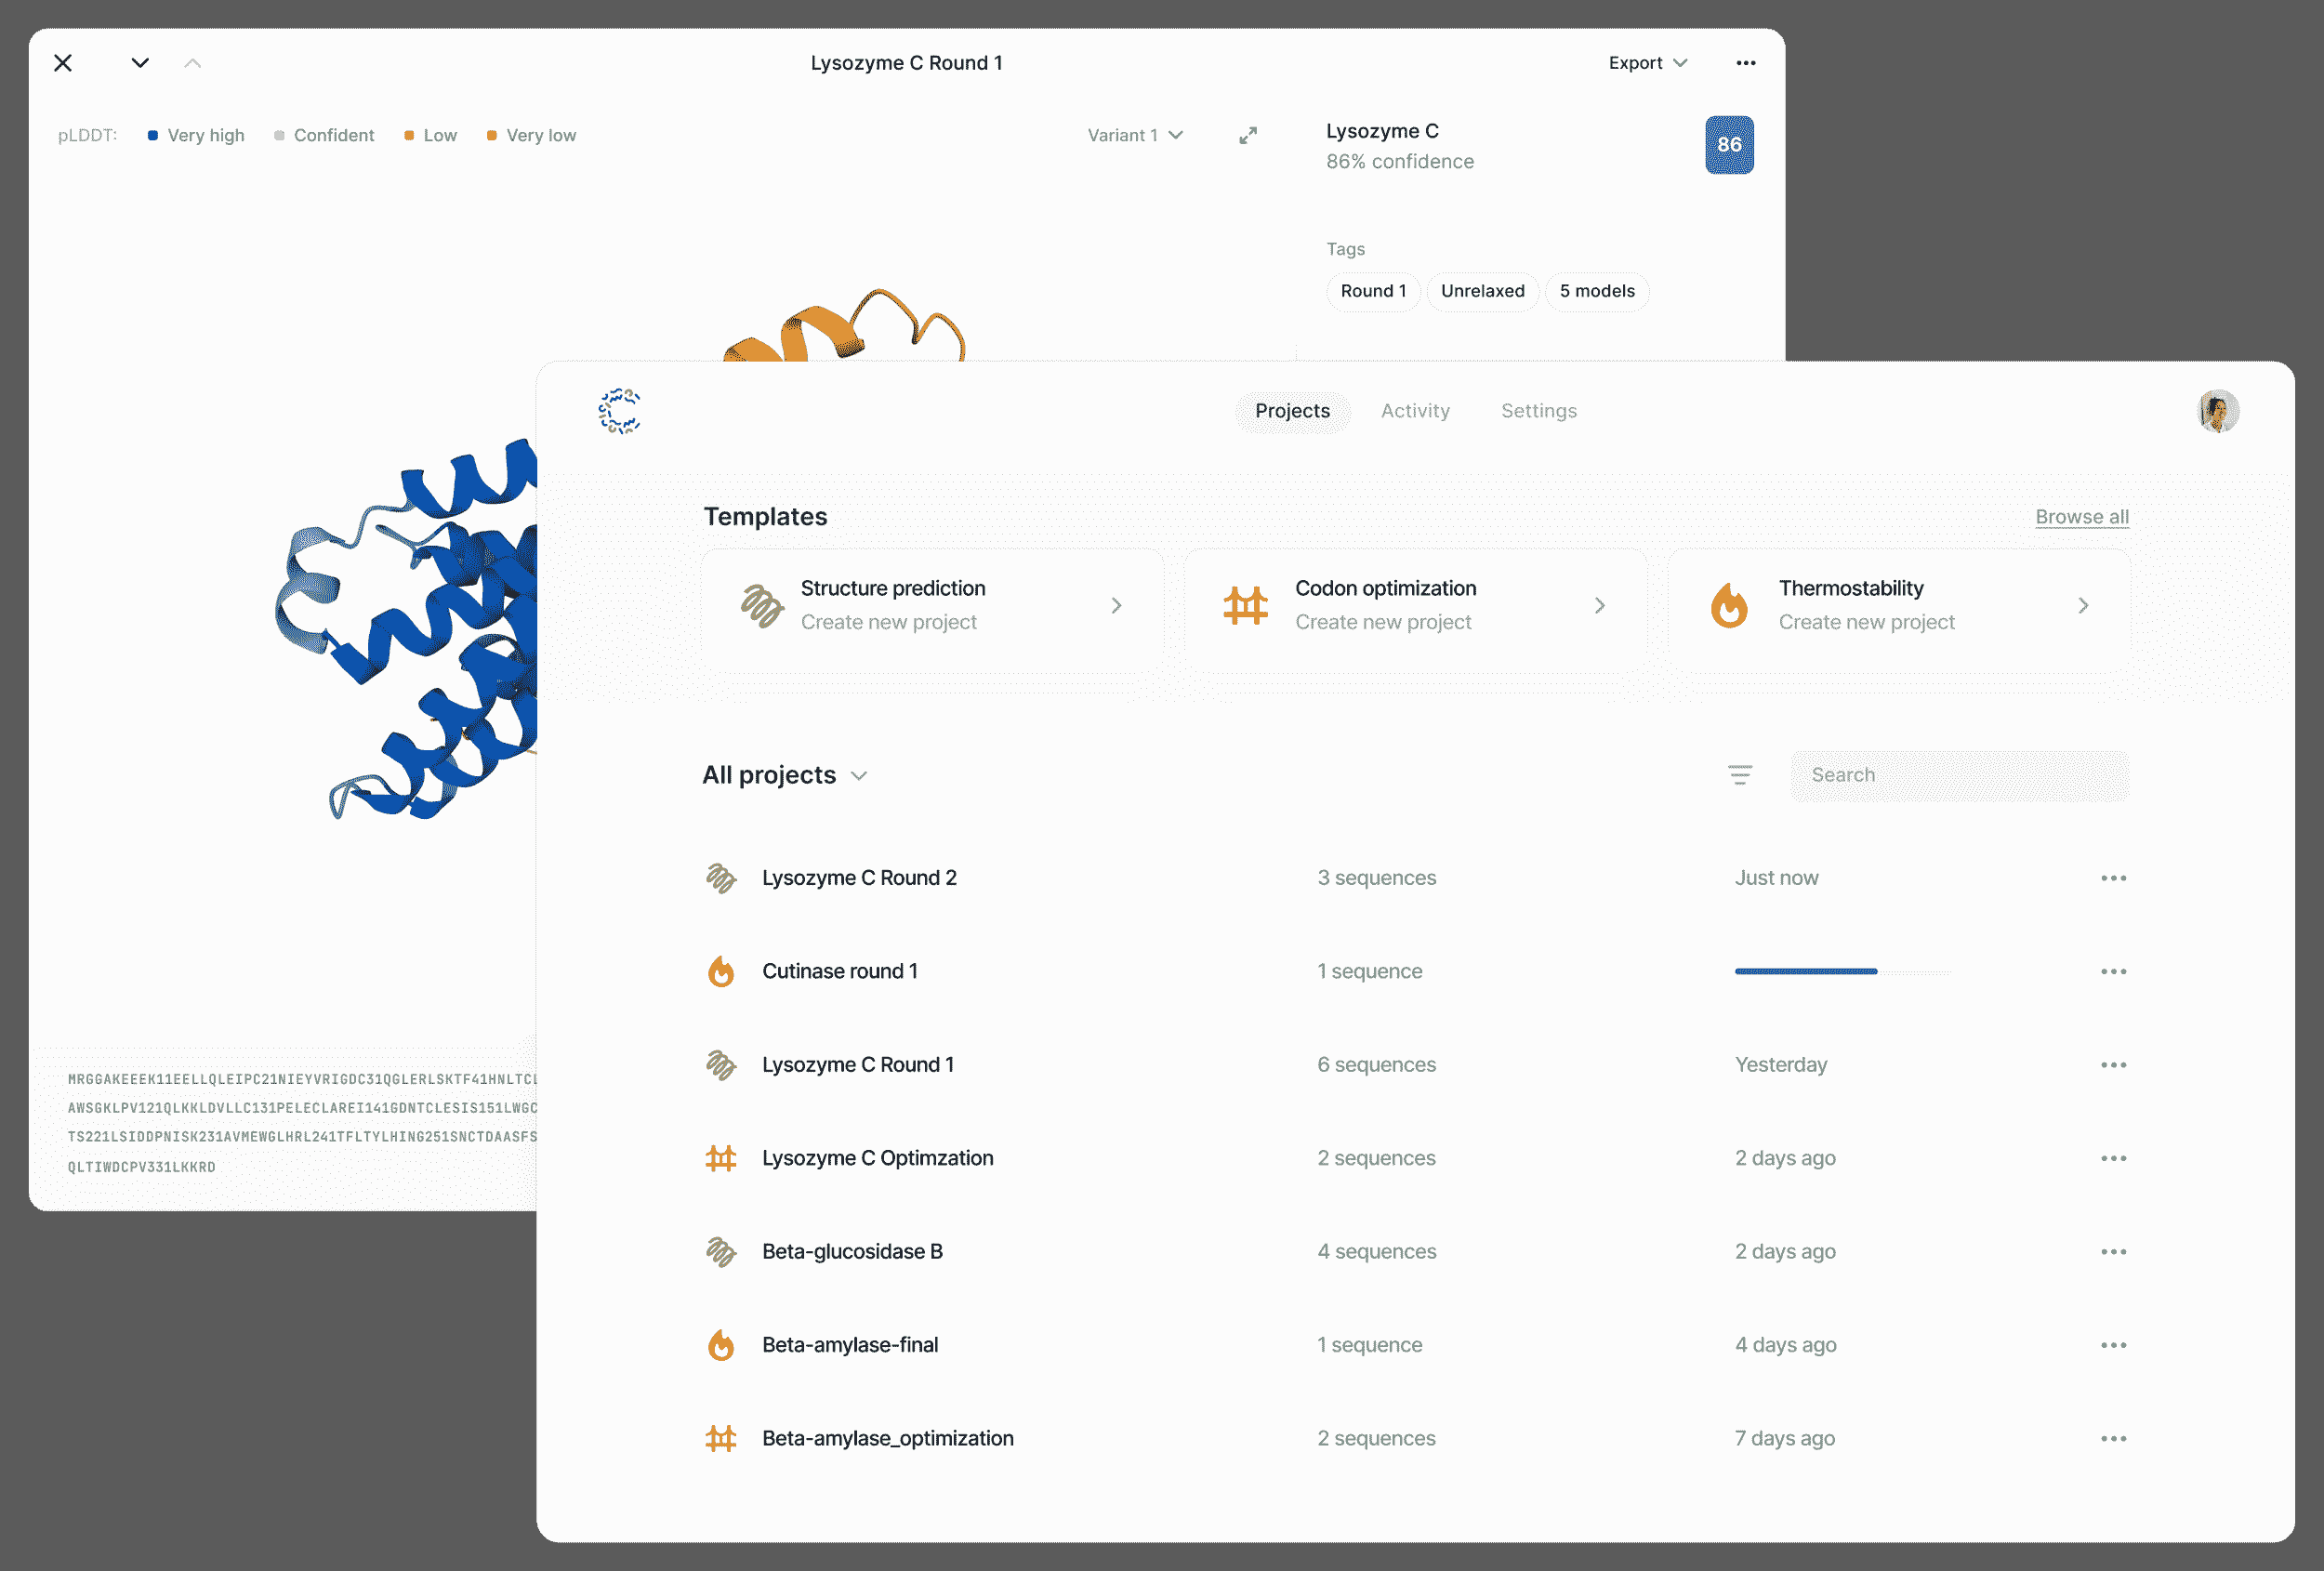 Lysozyme C Round 1
Export
pLDDT: Very high Confident Low Very low
Variant 1
Lysozyme C
86% confidence
86
Tags
Round 1 Unrelaxed 5 models
MRGGAKEEEK11EELLQLEIPC21NIEYVRIGDC31QGLERLSKTF41HNLTCL
AWSGKLPV121QLKKLDVLLC131PELECLAREI141GDNTCLESIS151LWGC
TS221LSIDDPNISK231AVMEWGLHRL241TFLTYLHING251SNCTDAASFS
QLTIWDCPV331LKKRD
Projects Activity Settings
Templates
Browse all
Structure prediction
Create new project
Codon optimization
Create new project
Thermostability
Create new project
All projects
Search
Lysozyme C Round 2 3 sequences Just now
Cutinase round 1 1 sequence
Lysozyme C Round 1 6 sequences Yesterday
Lysozyme C Optimzation 2 sequences 2 days ago
Beta-glucosidase B 4 sequences 2 days ago
Beta-amylase-final 1 sequence 4 days ago
Beta-amylase_optimization 2 sequences 7 days ago